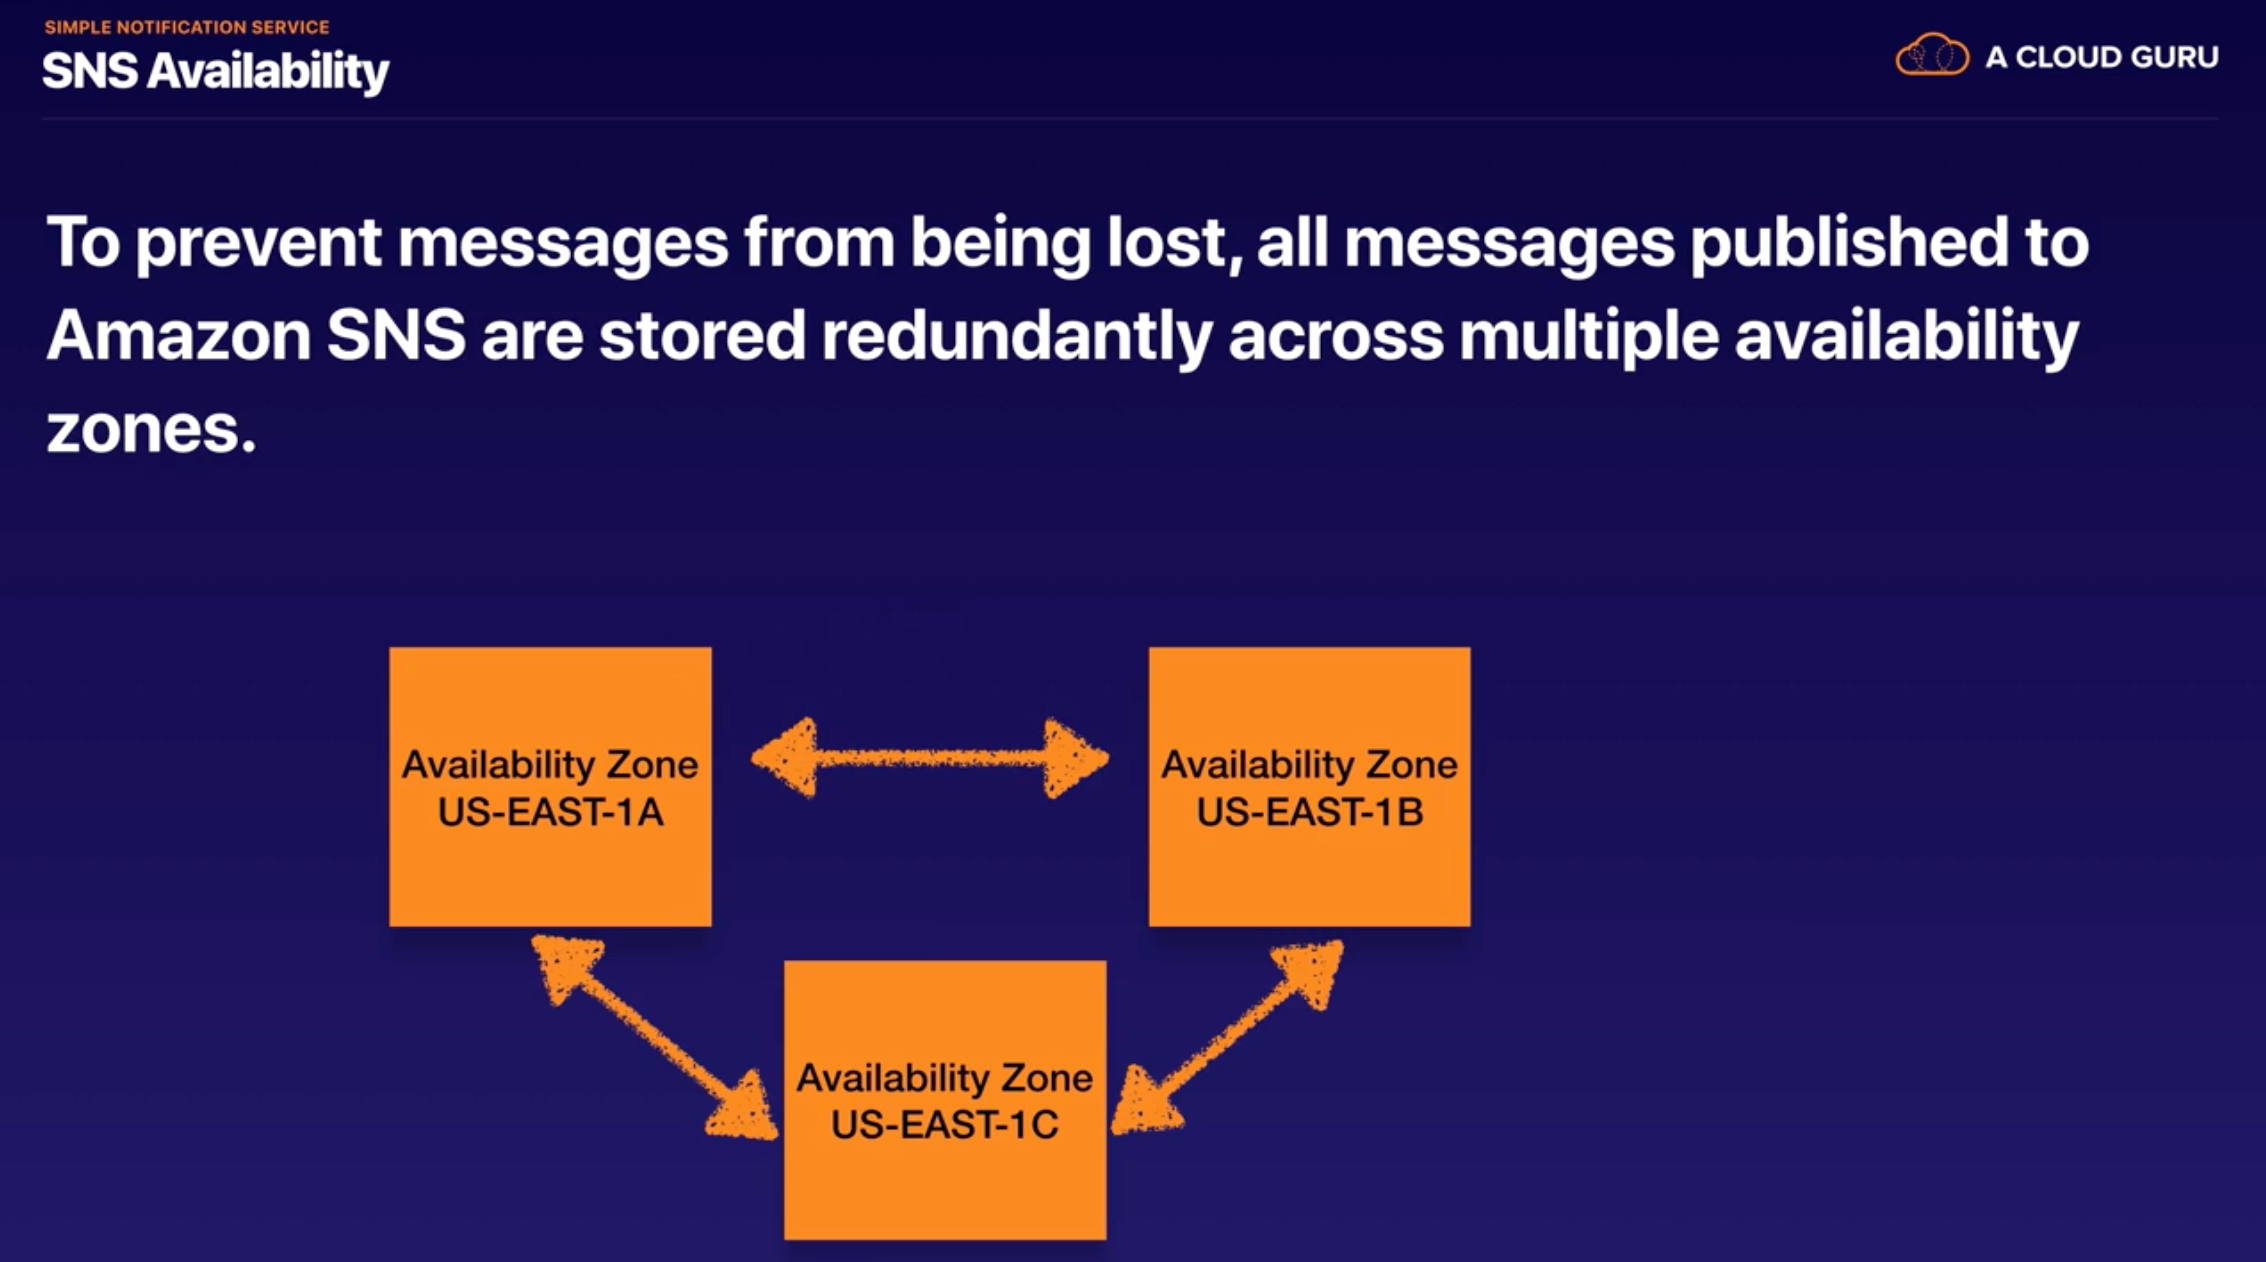 SIMPLE NOTIFICATION SERVICE
SNS Availability
A CLOUD GURU
To prevent messages from being lost, all messages published to
Amazon SNS are stored redundantly across multiple availability
zones.
Availability Zone
US-EAST-1A
Availability Zone
US-EAST-1B
Availability Zone
US-EAST-1C